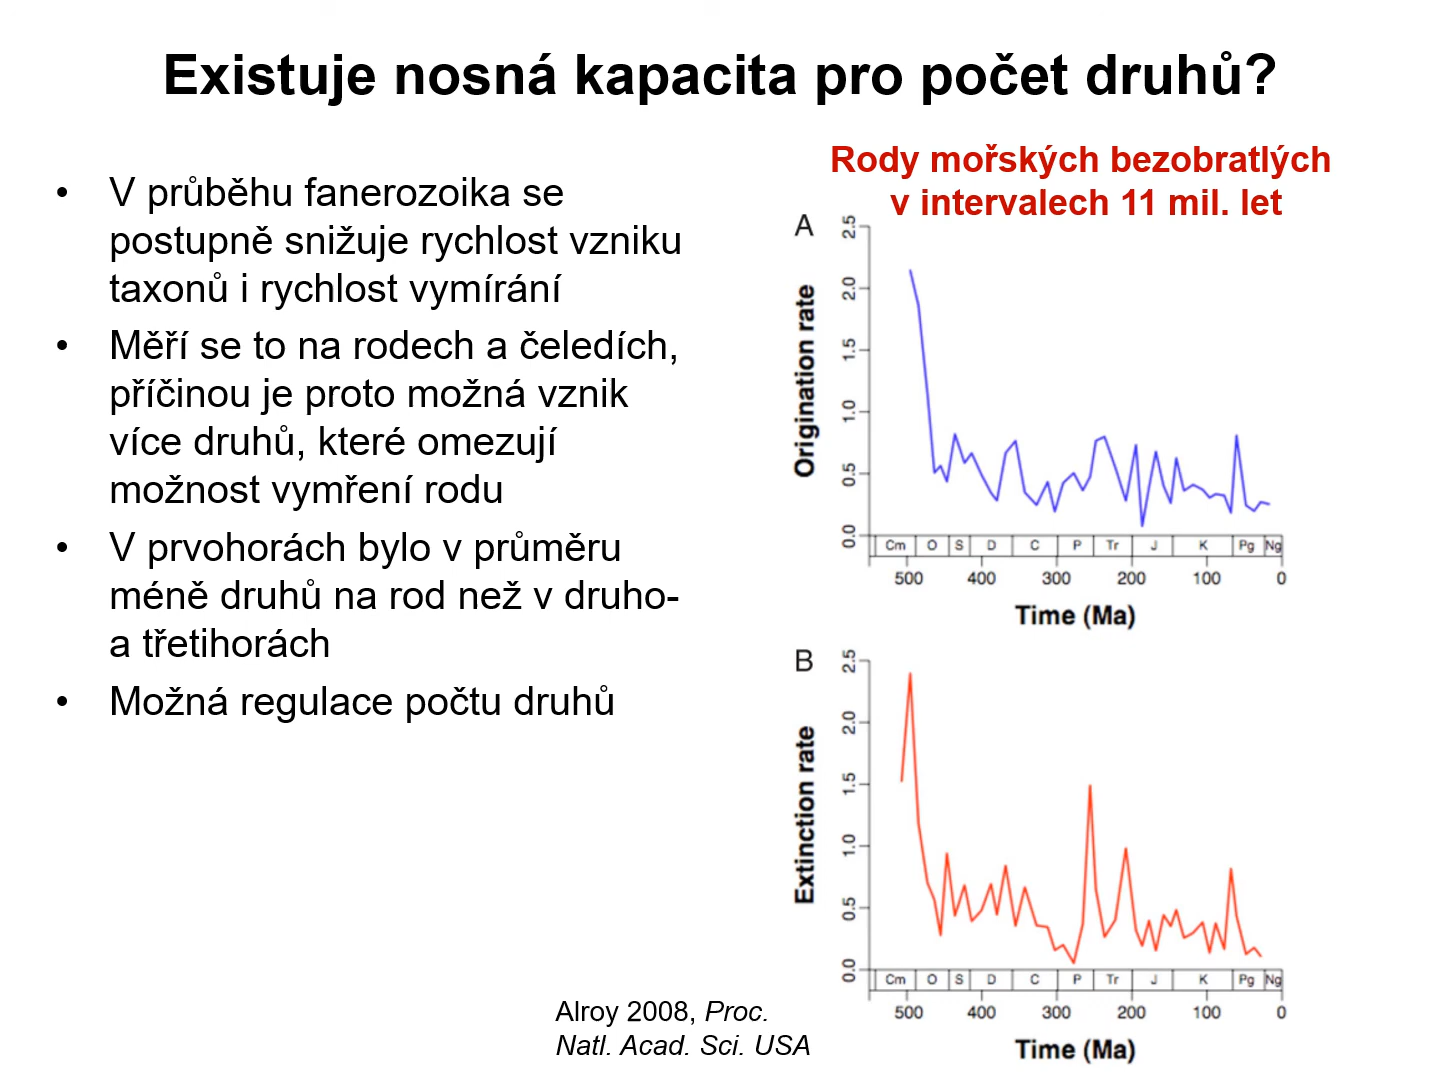 Existuje nosná kapacita pro počet druhů?
• V průběhu fanerozoika se
postupně snižuje rychlost vzniku
taxonů i rychlost vymírání
• Měří se to na rodech a čeledích,
příčinou je proto možná vznik
více druhů, které omezují
možnost vymření rodu
• V prvohorách bylo v průměru
méně druhů na rod než v druho-
a třetihorách
• Možná regulace počtu druhů
Rody mořských bezobratlých
v intervalech 11 mil. let
A
Origination rate
2.5
2.0
1.5
1.0
0.5
0.0
Cm O S D C P Tr J K Pg Ng
500 400 300 200 100 0
Time (Ma)
B
Extinction rate
2.5
2.0
1.5
1.0
0.5
0.0
Cm O S D C P Tr J K Pg Ng
500 400 300 200 100 0
Time (Ma)
Alroy 2008, Proc.
Natl. Acad. Sci. USA